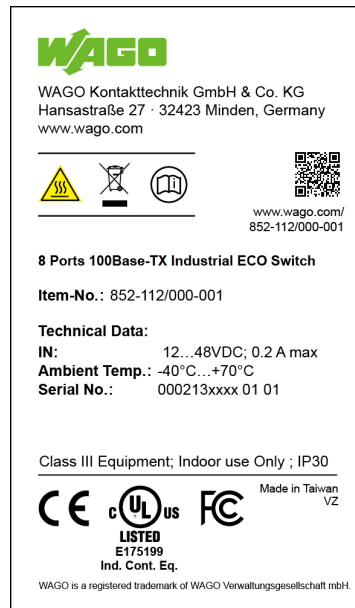 WAGO
WAGO Kontakttechnik GmbH & Co. KG
Hansastraße 27 · 32423 Minden, Germany
www.wago.com
www.wago.com/
852-112/000-001
8 Ports 100Base-TX Industrial ECO Switch
Item-No.: 852-112/000-001
Technical Data:
IN: 12...48VDC; 0.2 A max
Ambient Temp.: -40°C...+70°C
Serial No.: 000213xxxx 01 01
Class III Equipment; Indoor use Only ; IP30
CE c UL us FC
LISTED
E175199
Ind. Cont. Eq.
Made in Taiwan
VZ
WAGO is a registered trademark of WAGO Verwaltungsgesellschaft mbH.